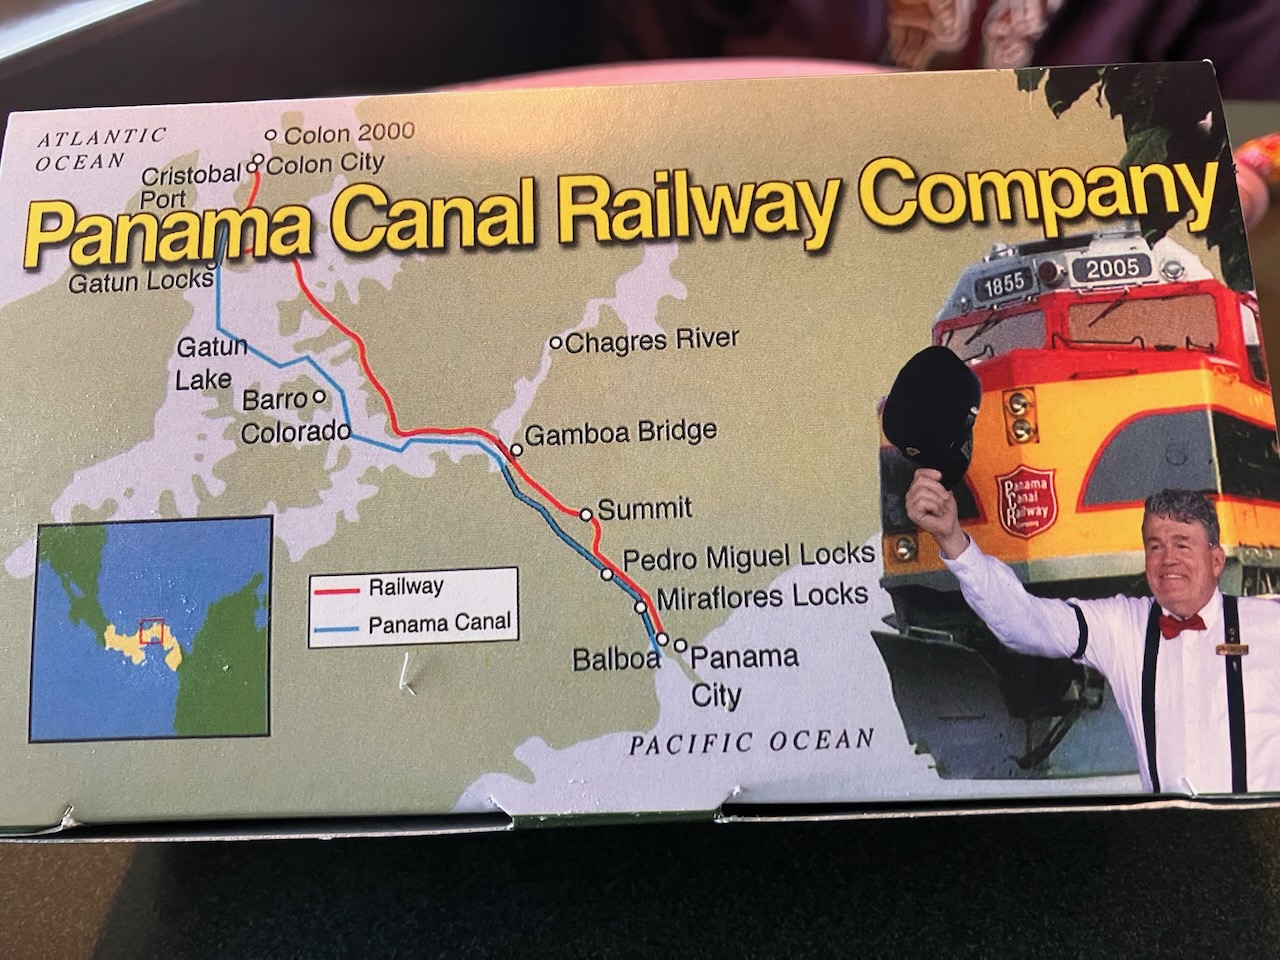 ATLANTIC
OCEAN
Colon 2000
Colon City
Cristobal
Port
Panama Canal Railway Company
Gatun Locks
1855
2005
Gatun
Lake
Chagres River
Barro
Colorado
Gamboa Bridge
Panama
Canal
Railway
Summit
Pedro Miguel Locks
Miraflores Locks
Railway
Panama Canal
Balboa
Panama
City
PACIFIC OCEAN